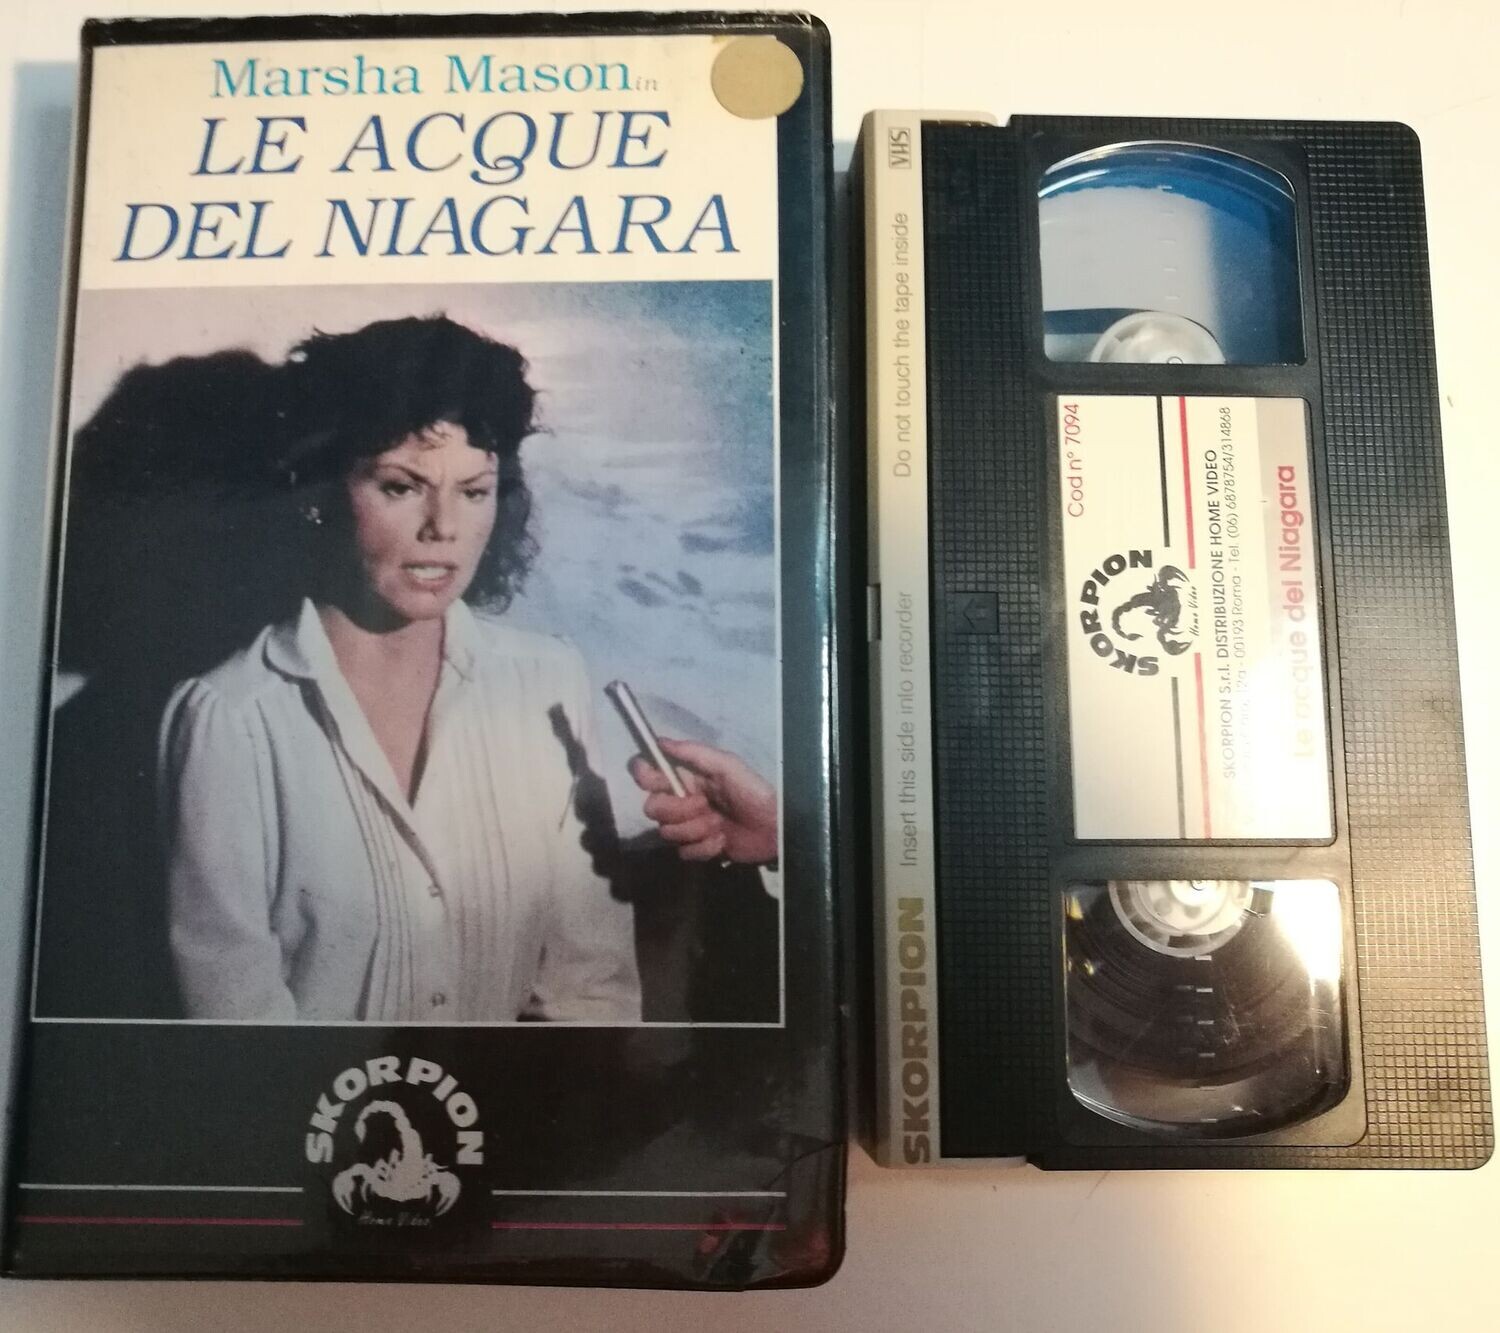 Marsha Mason in
LE ACQUE
DEL NIAGARA
SKORPION
Home Video
VHS
Do not touch the tape inside
Insert this side into recorder
SKORPION
Cod n° 7094
SKORPION
Home Video
SKORPION S.r.l. DISTRIBUZIONE HOME VIDEO
12a - 00193 Roma - Tel. (06) 6878754/314868
Le acque del Niagara